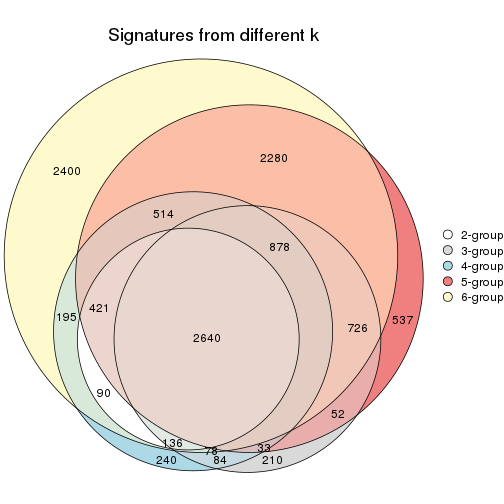 Signatures from different k
2400
2280
514
878
195
421
2640
726
537
90
52
136
78
33
240
84
210
2-group
3-group
4-group
5-group
6-group